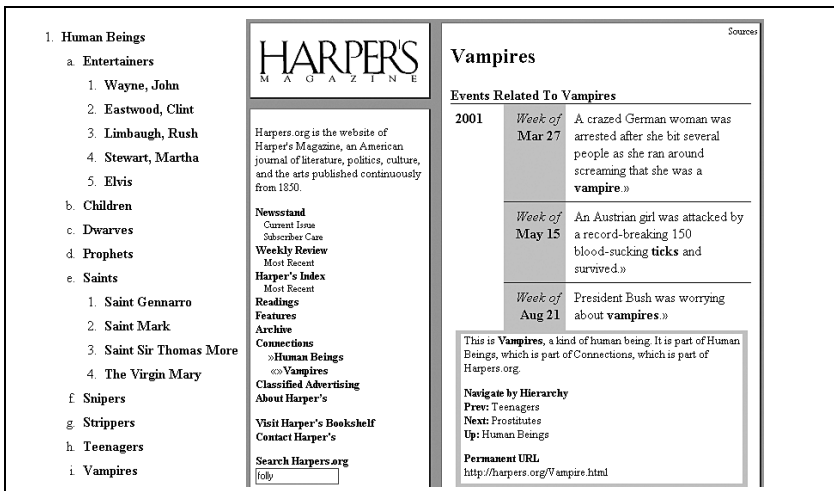 1. Human Beings
a. Entertainers
1. Wayne, John
2. Eastwood, Clint
3. Limbaugh, Rush
4. Stewart, Martha
5. Elvis
b. Children
c. Dwarves
d. Prophets
e. Saints
1. Saint Gennarro
2. Saint Mark
3. Saint Sir Thomas More
4. The Virgin Mary
f. Snipers
g. Strippers
h. Teenagers
i. Vampires
HARPER'S
MAGAZINE
Harpers.org is the website of
Harper's Magazine, an American
journal of literature, politics, culture,
and the arts published continuously
from 1850.
Newsstand
Current Issue
Subscriber Care
Weekly Review
Most Recent
Harper's Index
Most Recent
Readings
Features
Archive
Connections
»Human Beings
«»Vampires
Classified Advertising
About Harper's
Visit Harper's Bookshelf
Contact Harper's
Search Harpers.org
folly
Sources
Vampires
Events Related To Vampires
2001 Week of A crazed German woman was
Mar 27 arrested after she bit several
people as she ran around
screaming that she was a
vampire.»
Week of An Austrian girl was attacked by
May 15 a record-breaking 150
blood-sucking ticks and
survived.»
Week of President Bush was worrying
Aug 21 about vampires.»
This is Vampires, a kind of human being. It is part of Human
Beings, which is part of Connections, which is part of
Harpers.org.
Navigate by Hierarchy
Prev: Teenagers
Next: Prostitutes
Up: Human Beings
Permanent URL
http://harpers.org/Vampire.html